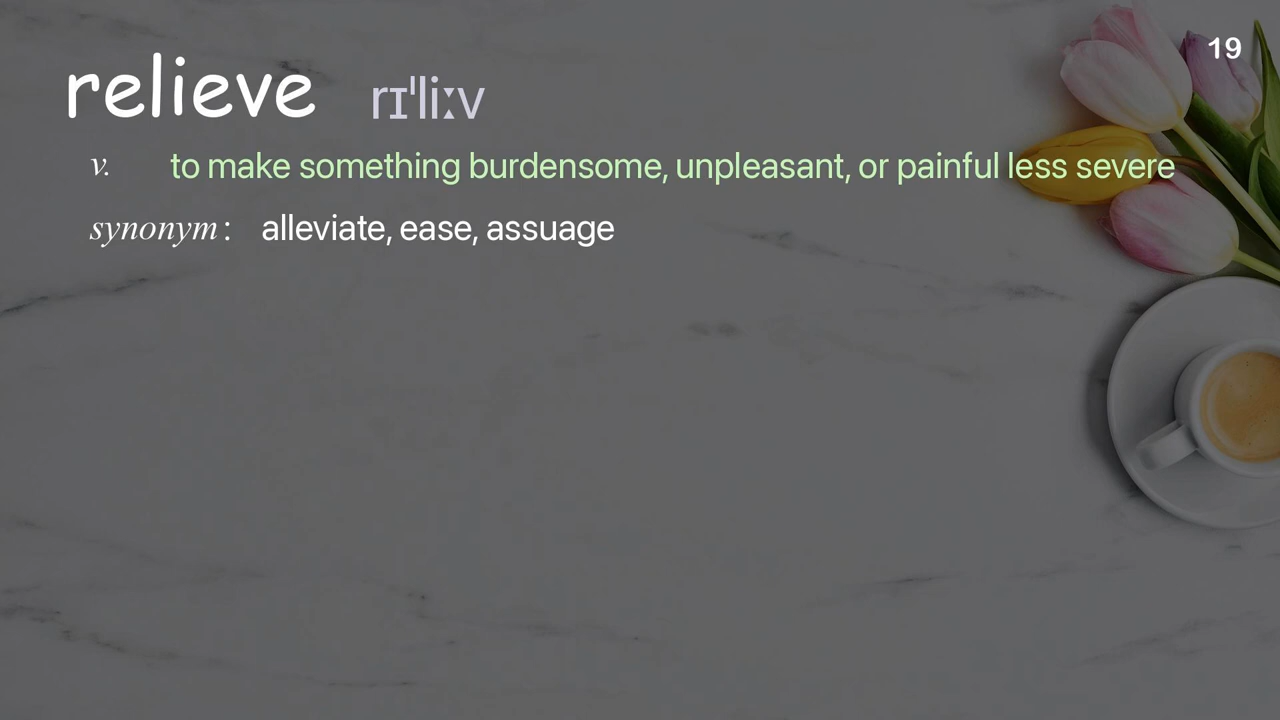 19
relieve rɪˈliːv
v. to make something burdensome, unpleasant, or painful less severe
synonym : alleviate, ease, assuage